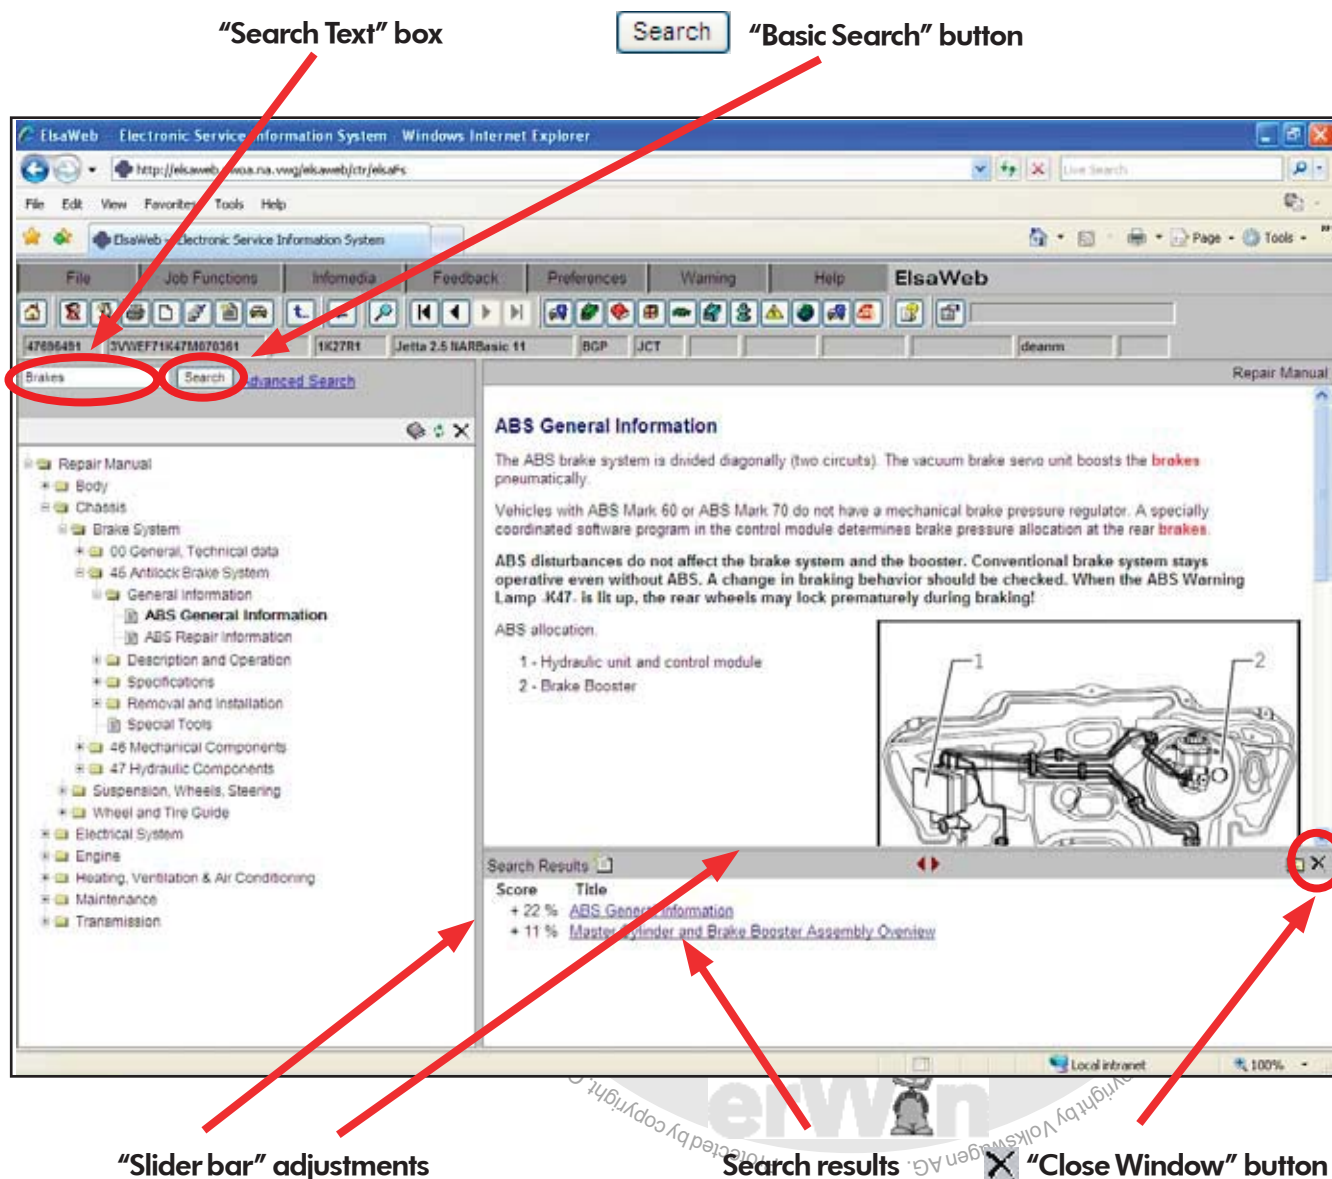 “Search Text” box
Search “Basic Search” button
ElsaWeb Electronic Service Information System Windows Internet Explorer
http://elsaweb. .na.vwg/elsaweb/ctr/elsaFs
Live Search
File Edit View Favorites Tools Help
ElsaWeb - Electronic Service Information System
Page Tools
File Job Functions Infomedia Feedback Preferences Warning Help ElsaWeb
47686491 3VWEF71K47M070361 1K27R1 Jetta 2.5 NARBasic 11 BGP JCT deanm
Brakes Search Advanced Search
Repair Manual
ABS General Information
The ABS brake system is divided diagonally (two circuits). The vacuum brake servo unit boosts the brakes
pneumatically.
Vehicles with ABS Mark 60 or ABS Mark 70 do not have a mechanical brake pressure regulator. A specially
coordinated software program in the control module determines brake pressure allocation at the rear brakes.
ABS disturbances do not affect the brake system and the booster. Conventional brake system stays
operative even without ABS. A change in braking behavior should be checked. When the ABS Warning
Lamp -K47- is lit up, the rear wheels may lock prematurely during braking!
ABS allocation.
1 - Hydraulic unit and control module
2 - Brake Booster
1
2
Repair Manual
Body
Chassis
Brake System
00 General, Technical data
45 Antilock Brake System
General Information
ABS General Information
ABS Repair Information
Description and Operation
Specifications
Removal and Installation
Special Tools
46 Mechanical Components
47 Hydraulic Components
Suspension, Wheels, Steering
Wheel and Tire Guide
Electrical System
Engine
Heating, Ventilation & Air Conditioning
Maintenance
Transmission
Search Results
Score Title
+ 22 % ABS General Information
+ 11 % Master Cylinder and Brake Booster Assembly Overview
Local intranet 100%
erWin
“Slider bar” adjustments
Search results
“Close Window” button